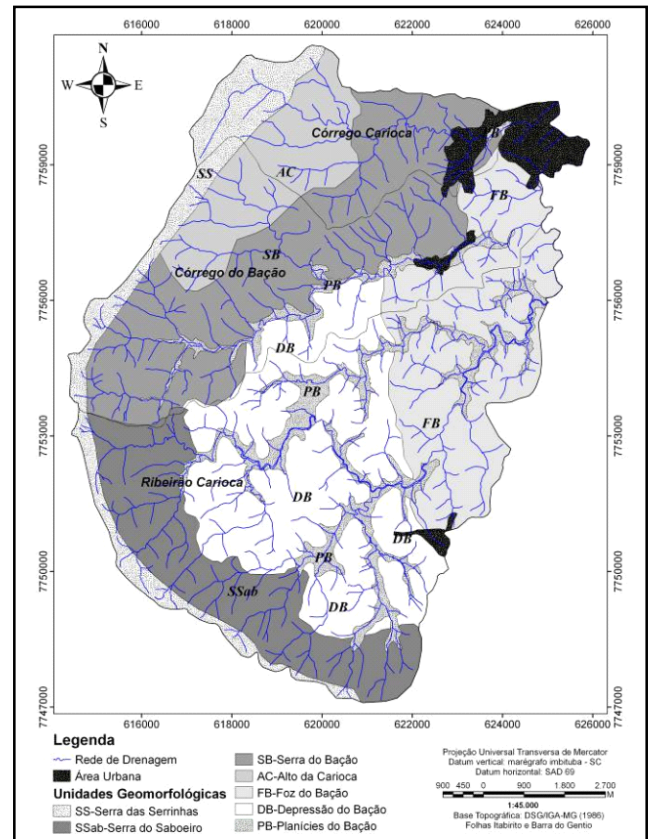 616000 618000 620000 622000 624000 626000
N
W E
S
7759000 7759000
7756000 7756000
7753000 7753000
7750000 7750000
7747000 7747000
Córrego Carioca
SS
AC
FB
SB
Córrego do Bação
PB
DB
PB
FB
Ribeirão Carioca
DB
DB
PB
SSab
DB
616000 618000 620000 622000 624000 626000
Legenda
Rede de Drenagem
Área Urbana
Unidades Geomorfológicas
SS-Serra das Serrinhas
SSab-Serra do Saboeiro
SB-Serra do Bação
AC-Alto da Carioca
FB-Foz do Bação
DB-Depressão do Bação
PB-Planícies do Bação
Projeção Universal Transversa de Mercator
Datum vertical: marégrafo imbituba - SC
Datum horizontal: SAD 69
900 450 0 900 1.800 2.700
M
1:45.000
Base Topográfica: DSG/IGA-MG (1986)
Folhas Itabirito e Barra do Gentio